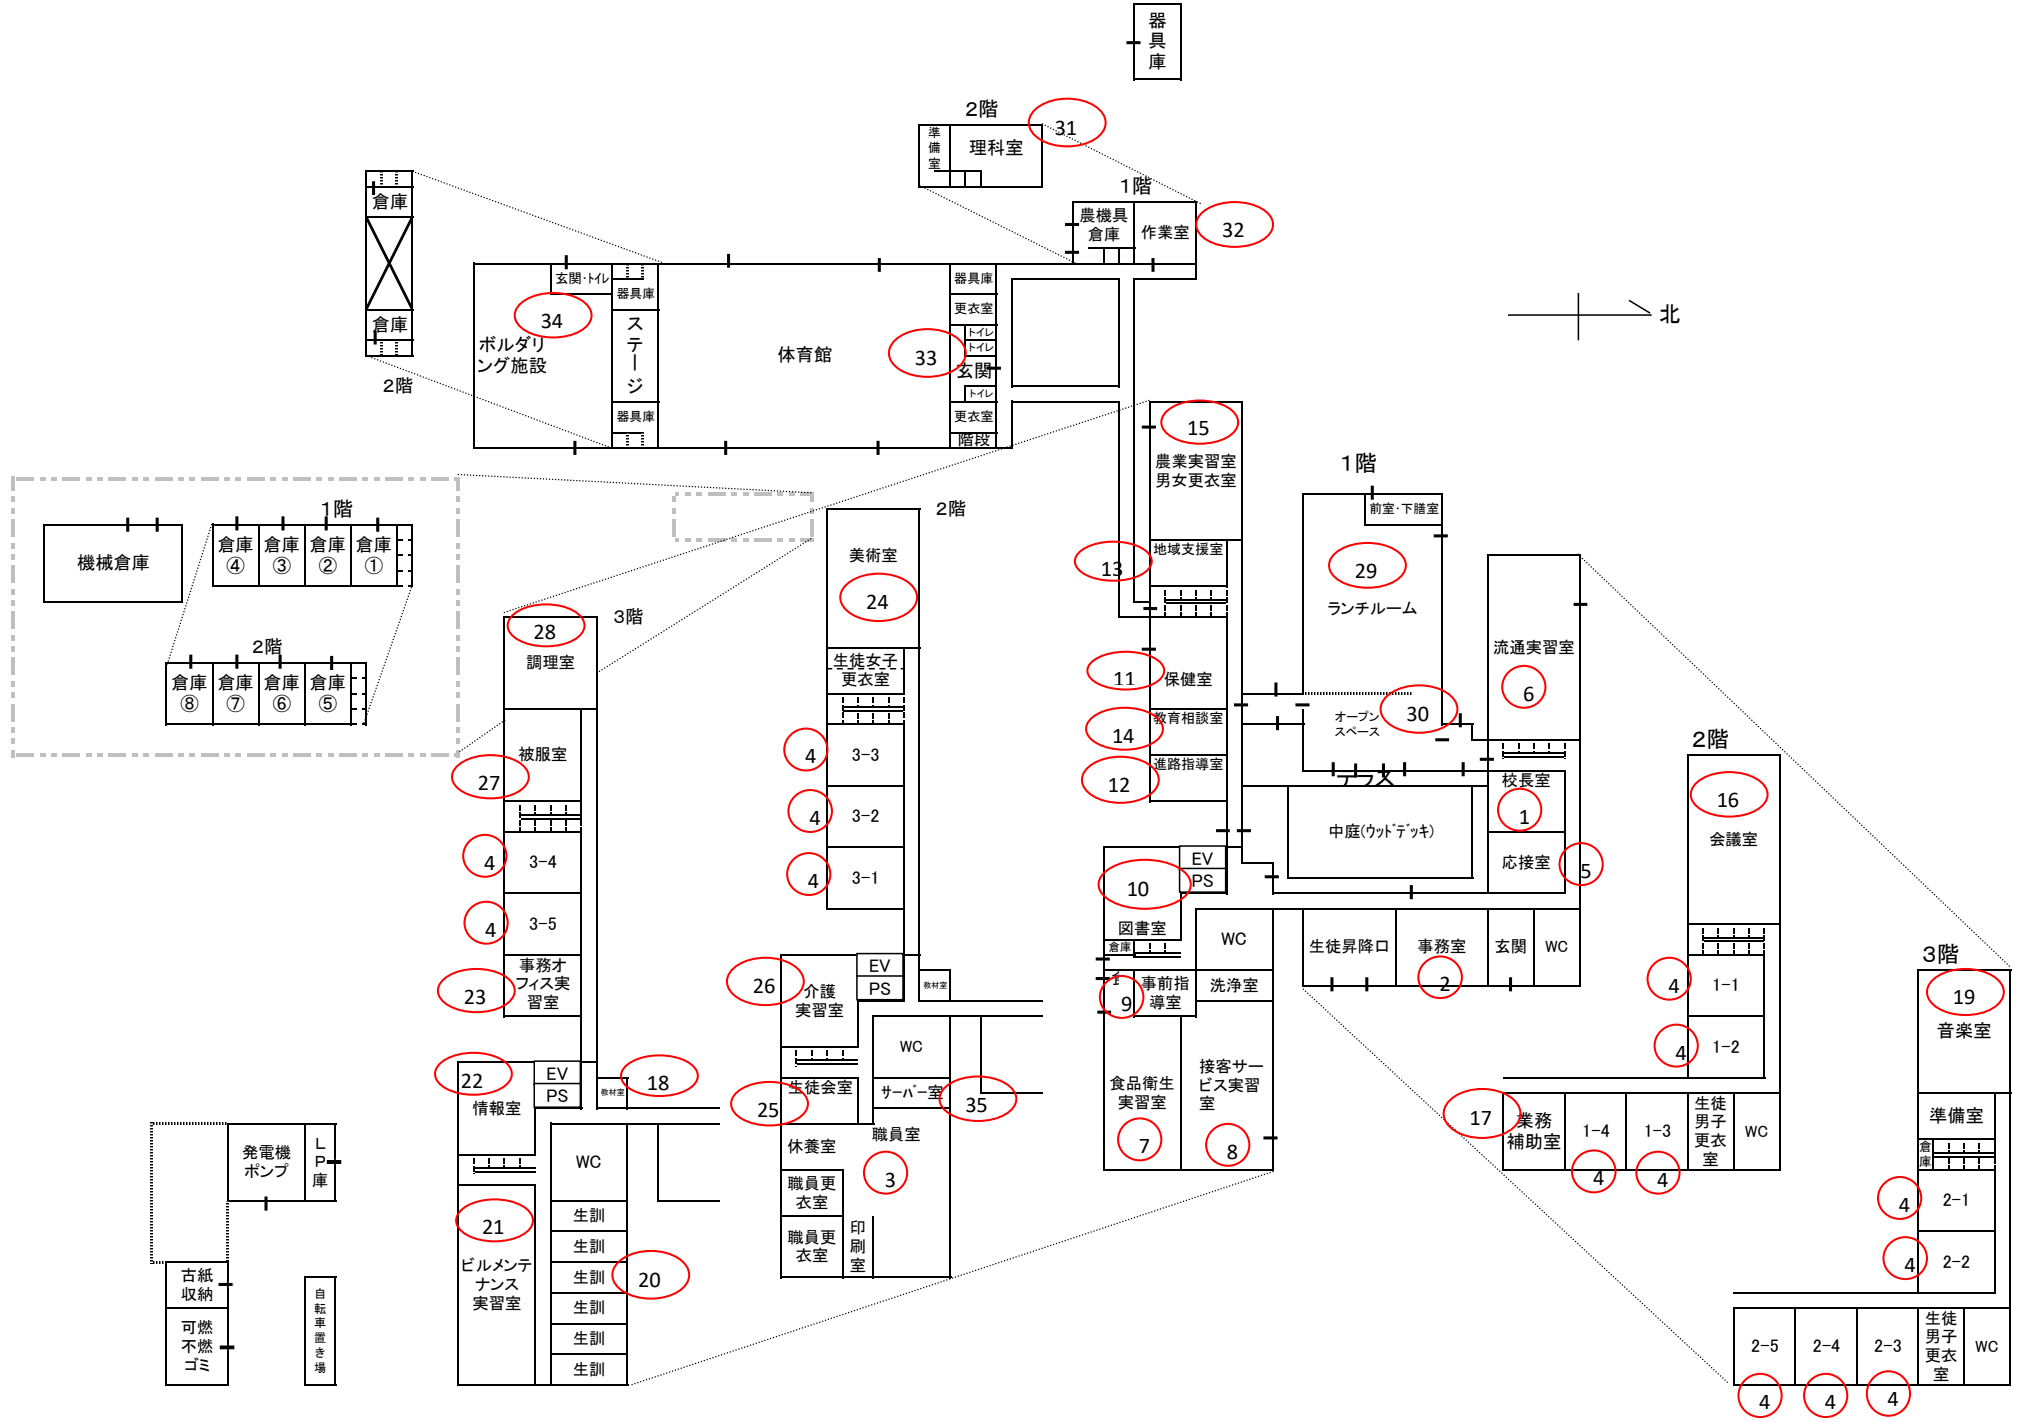 器
具
庫
2階
31
準
備
室
理科室
1階
農機具
倉庫
作業室
32
倉庫
倉庫
2階
玄関・トイレ
器具庫
34
ボルダリ
ング施設
ス
テ
ー
ジ
器具庫
体育館
33
器具庫
更衣室
トイレ
トイレ
玄関
トイレ
更衣室
階段
北
1階
機械倉庫
倉庫
④
倉庫
③
倉庫
②
倉庫
①
2階
倉庫
⑧
倉庫
⑦
倉庫
⑥
倉庫
⑤
3階
28
調理室
被服室
27
3-4
4
3-5
4
事務オ
フィス実
習室
23
22
情報室
EV
PS
教材室
18
WC
21
ビルメンテ
ナンス
実習室
生訓
生訓
生訓
生訓
生訓
生訓
20
2階
美術室
24
生徒女子
更衣室
3-3
4
3-2
4
3-1
4
26
介護
実習室
EV
PS
教材室
WC
25
生徒会室
サーバー室
35
休養室
職員室
3
職員更
衣室
職員更
衣室
印
刷
室
15
農業実習室
男女更衣室
地域支援室
13
11
保健室
教育相談室
14
進路指導室
12
EV
PS
10
図書室
倉庫
WC
9
事前指
導室
洗浄室
食品衛生
実習室
7
接客サー
ビス実習
室
8
1階
前室・下膳室
29
ランチルーム
30
オープン
スペース
テラス
中庭(ウッドデッキ)
流通実習室
6
校長室
1
応接室
5
生徒昇降口
事務室
2
玄関
WC
2階
16
会議室
1-1
4
1-2
4
17
業務
補助室
1-4
4
1-3
4
生徒
男子
更衣
室
WC
3階
19
音楽室
準備室
倉
庫
2-1
4
2-2
4
2-5
4
2-4
4
2-3
4
生徒
男子
更衣
室
WC
発電機
ポンプ
L
P
庫
古紙
収納
可燃
不燃
ゴミ
自
転
車
置
き
場